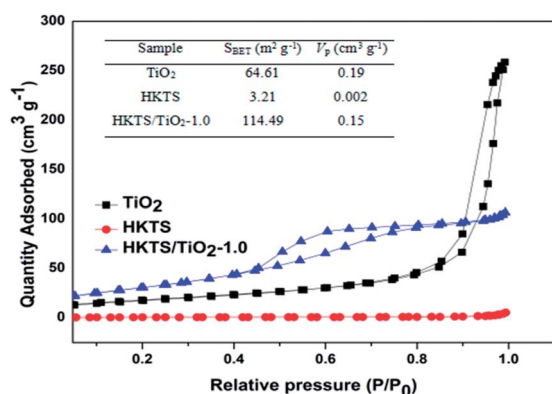 300
250
200
150
100
50
0
Quantity Adsorbed (cm³ g⁻¹)
Sample S_BET (m² g⁻¹) V_p (cm³ g⁻¹)
TiO₂ 64.61 0.19
HKTS 3.21 0.002
HKTS/TiO₂-1.0 114.49 0.15
TiO₂
HKTS
HKTS/TiO₂-1.0
0.2 0.4 0.6 0.8 1.0
Relative pressure (P/P₀)